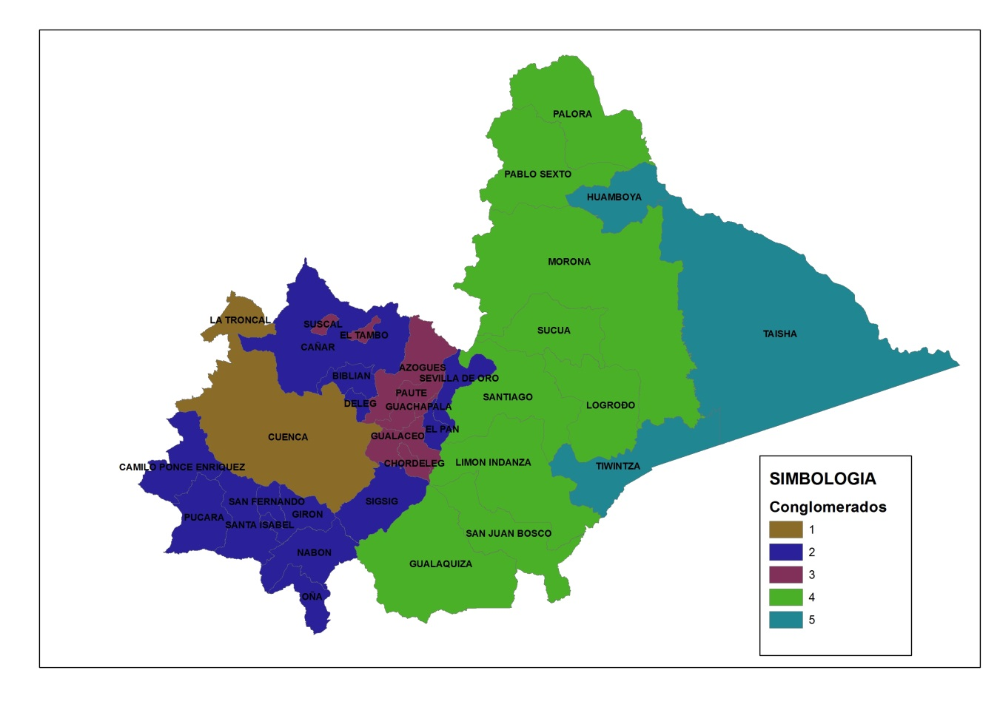 PALORA
PABLO SEXTO
HUAMBOYA
MORONA
LA TRONCAL
SUSCAL
SUCUA
EL TAMBO
TAISHA
CAÑAR
AZOGUES
BIBLIAN
SEVILLA DE ORO
PAUTE
SANTIAGO
DELEG
GUACHAPALA
LOGROÐO
EL PAN
CUENCA
GUALACEO
CHORDELEG
LIMON INDANZA
TIWINTZA
CAMILO PONCE ENRIQUEZ
SAN FERNANDO
SIGSIG
GIRON
PUCARA
SANTA ISABEL
SAN JUAN BOSCO
NABON
GUALAQUIZA
OÑA
SIMBOLOGIA
Conglomerados
1
2
3
4
5